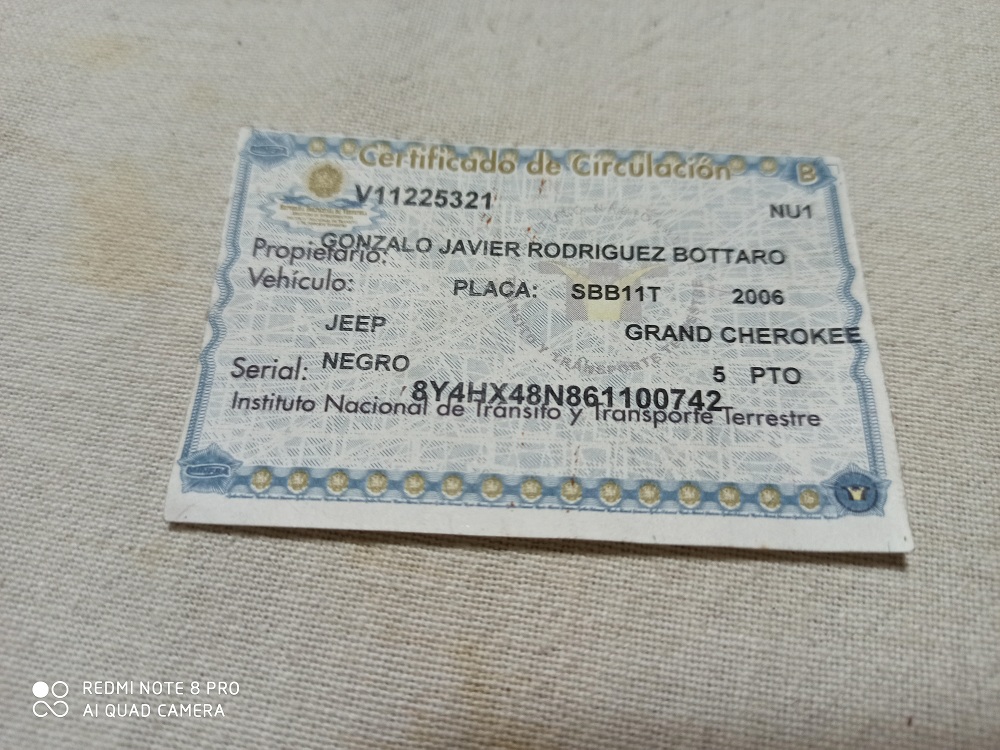 Certificado de Circulación B
V11225321
NU1
Propietario: GONZALO JAVIER RODRIGUEZ BOTTARO
Vehículo: PLACA: SBB11T 2006
JEEP GRAND CHEROKEE
NEGRO 5 PTO
Serial: 8Y4HX48N861100742
Instituto Nacional de Tránsito y Transporte Terrestre
REDMI NOTE 8 PRO
AI QUAD CAMERA